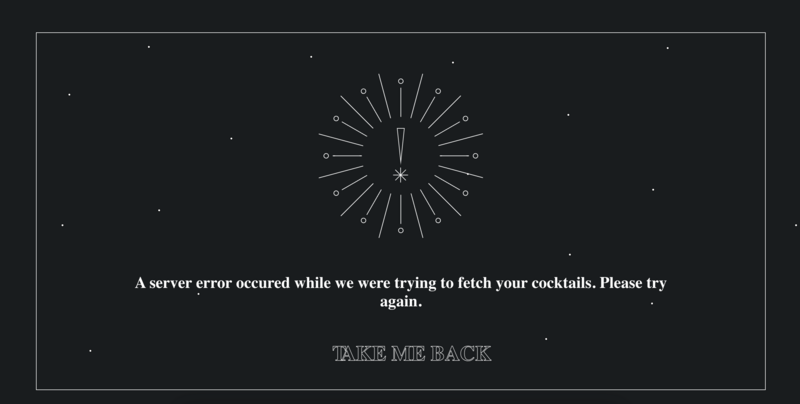 A server error occured while we were trying to fetch your cocktails. Please try
again.
TAKE ME BACK